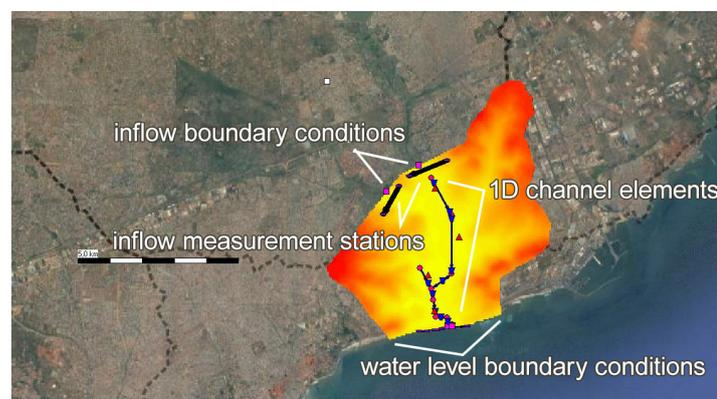 inflow boundary conditions
1D channel elements
inflow measurement stations
5.0 km
water level boundary conditions